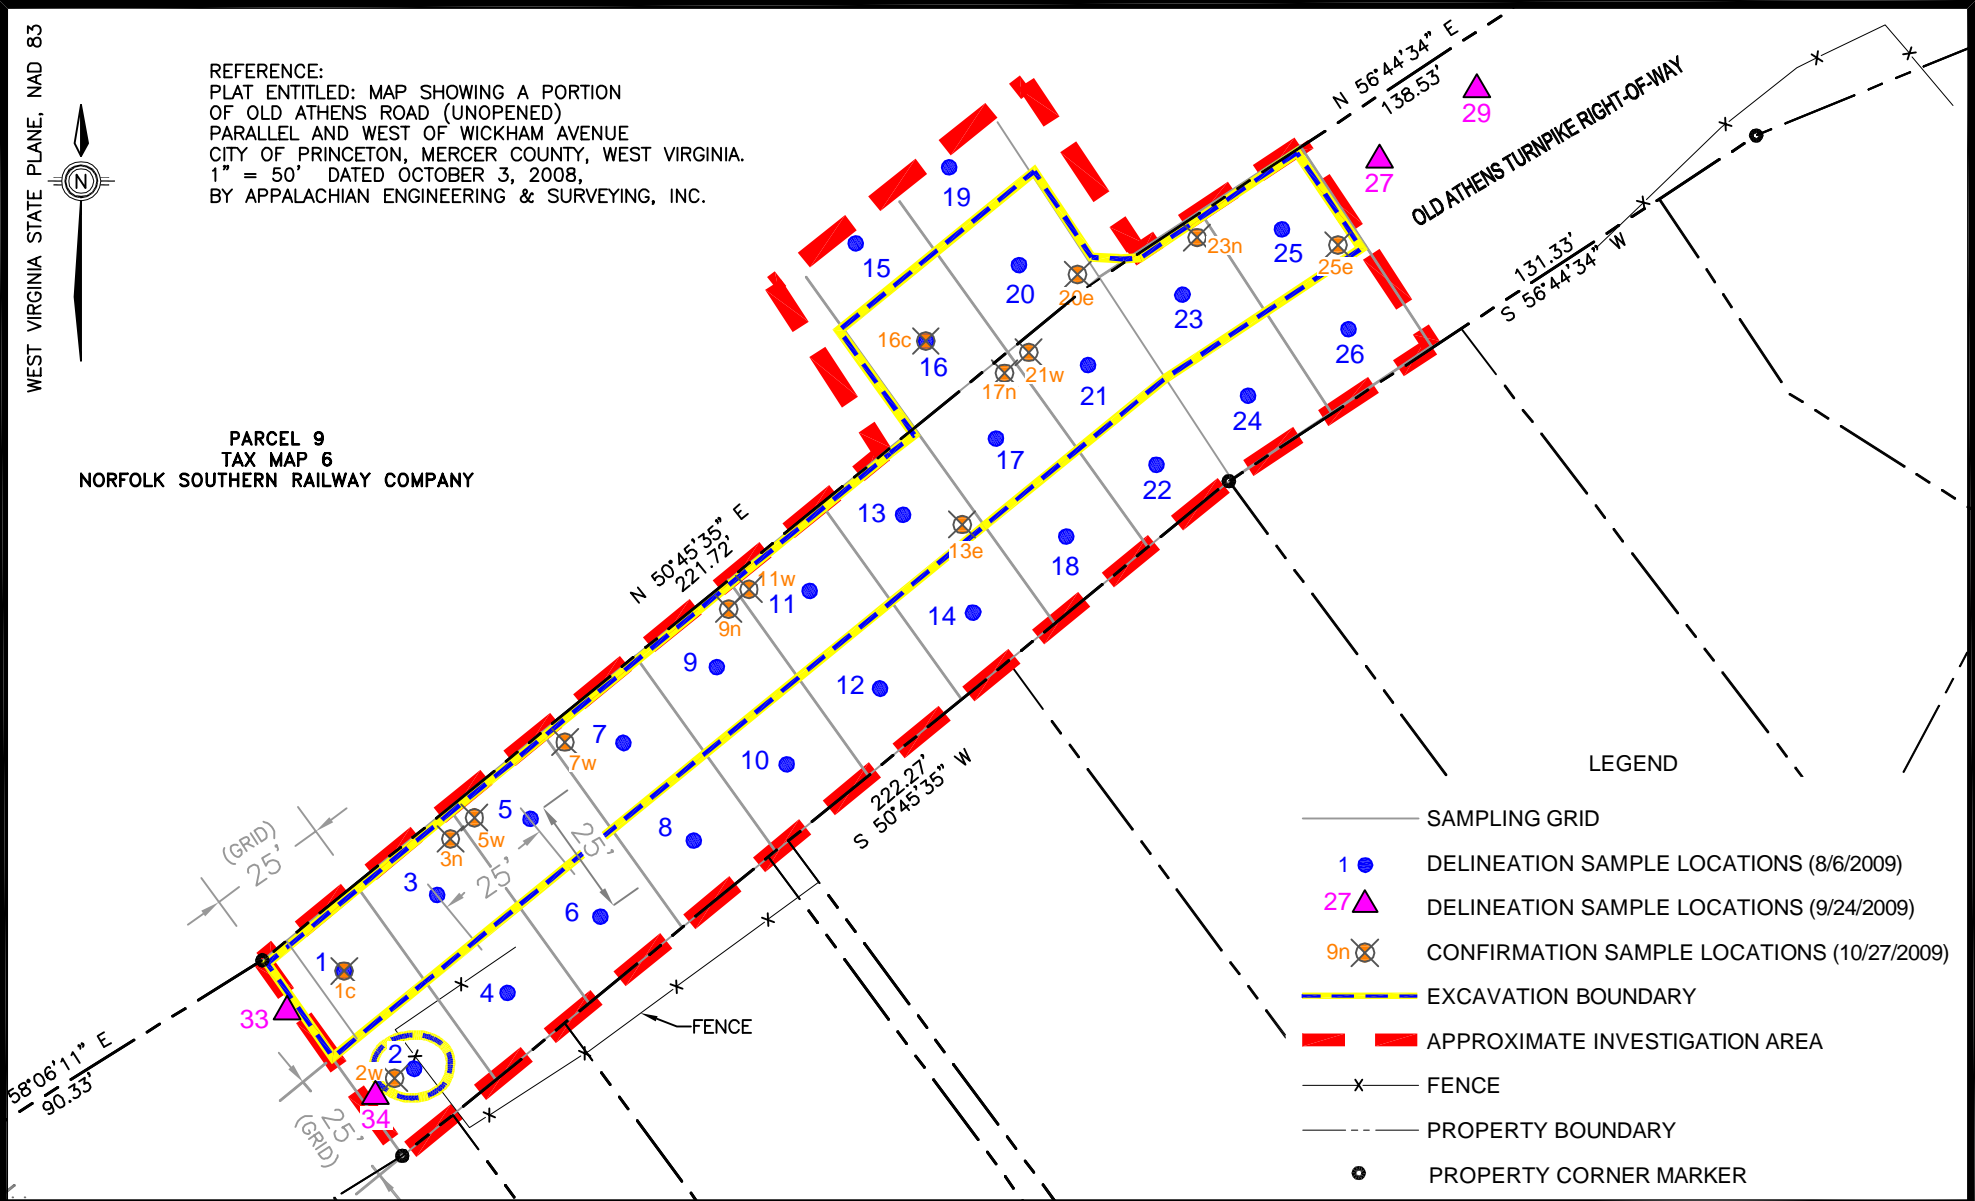 WEST VIRGINIA STATE PLANE, NAD 83
N
REFERENCE:
PLAT ENTITLED: MAP SHOWING A PORTION
OF OLD ATHENS ROAD (UNOPENED)
PARALLEL AND WEST OF WICKHAM AVENUE
CITY OF PRINCETON, MERCER COUNTY, WEST VIRGINIA.
1" = 50' DATED OCTOBER 3, 2008,
BY APPALACHIAN ENGINEERING & SURVEYING, INC.
PARCEL 9
TAX MAP 6
NORFOLK SOUTHERN RAILWAY COMPANY
N 56°44'34" E
138.53'
OLD ATHENS TURNPIKE RIGHT-OF-WAY
131.33'
S 56°44'34" W
29
27
19
15
20
20e
23n
25
25e
23
26
16c
16
17n
21w
21
24
17
22
13
13e
18
N 50°45'35" E
221.72'
11w
11
9n
14
9
12
7
7w
10
5
5w
3n
8
25'
25'
3
6
(GRID)
25'
222.27'
S 50°45'35" W
1
1c
4
33
FENCE
2
2w
34
25'
(GRID)
58°06'11" E
90.33'
LEGEND
SAMPLING GRID
1 DELINEATION SAMPLE LOCATIONS (8/6/2009)
27 DELINEATION SAMPLE LOCATIONS (9/24/2009)
9n CONFIRMATION SAMPLE LOCATIONS (10/27/2009)
EXCAVATION BOUNDARY
APPROXIMATE INVESTIGATION AREA
FENCE
PROPERTY BOUNDARY
PROPERTY CORNER MARKER